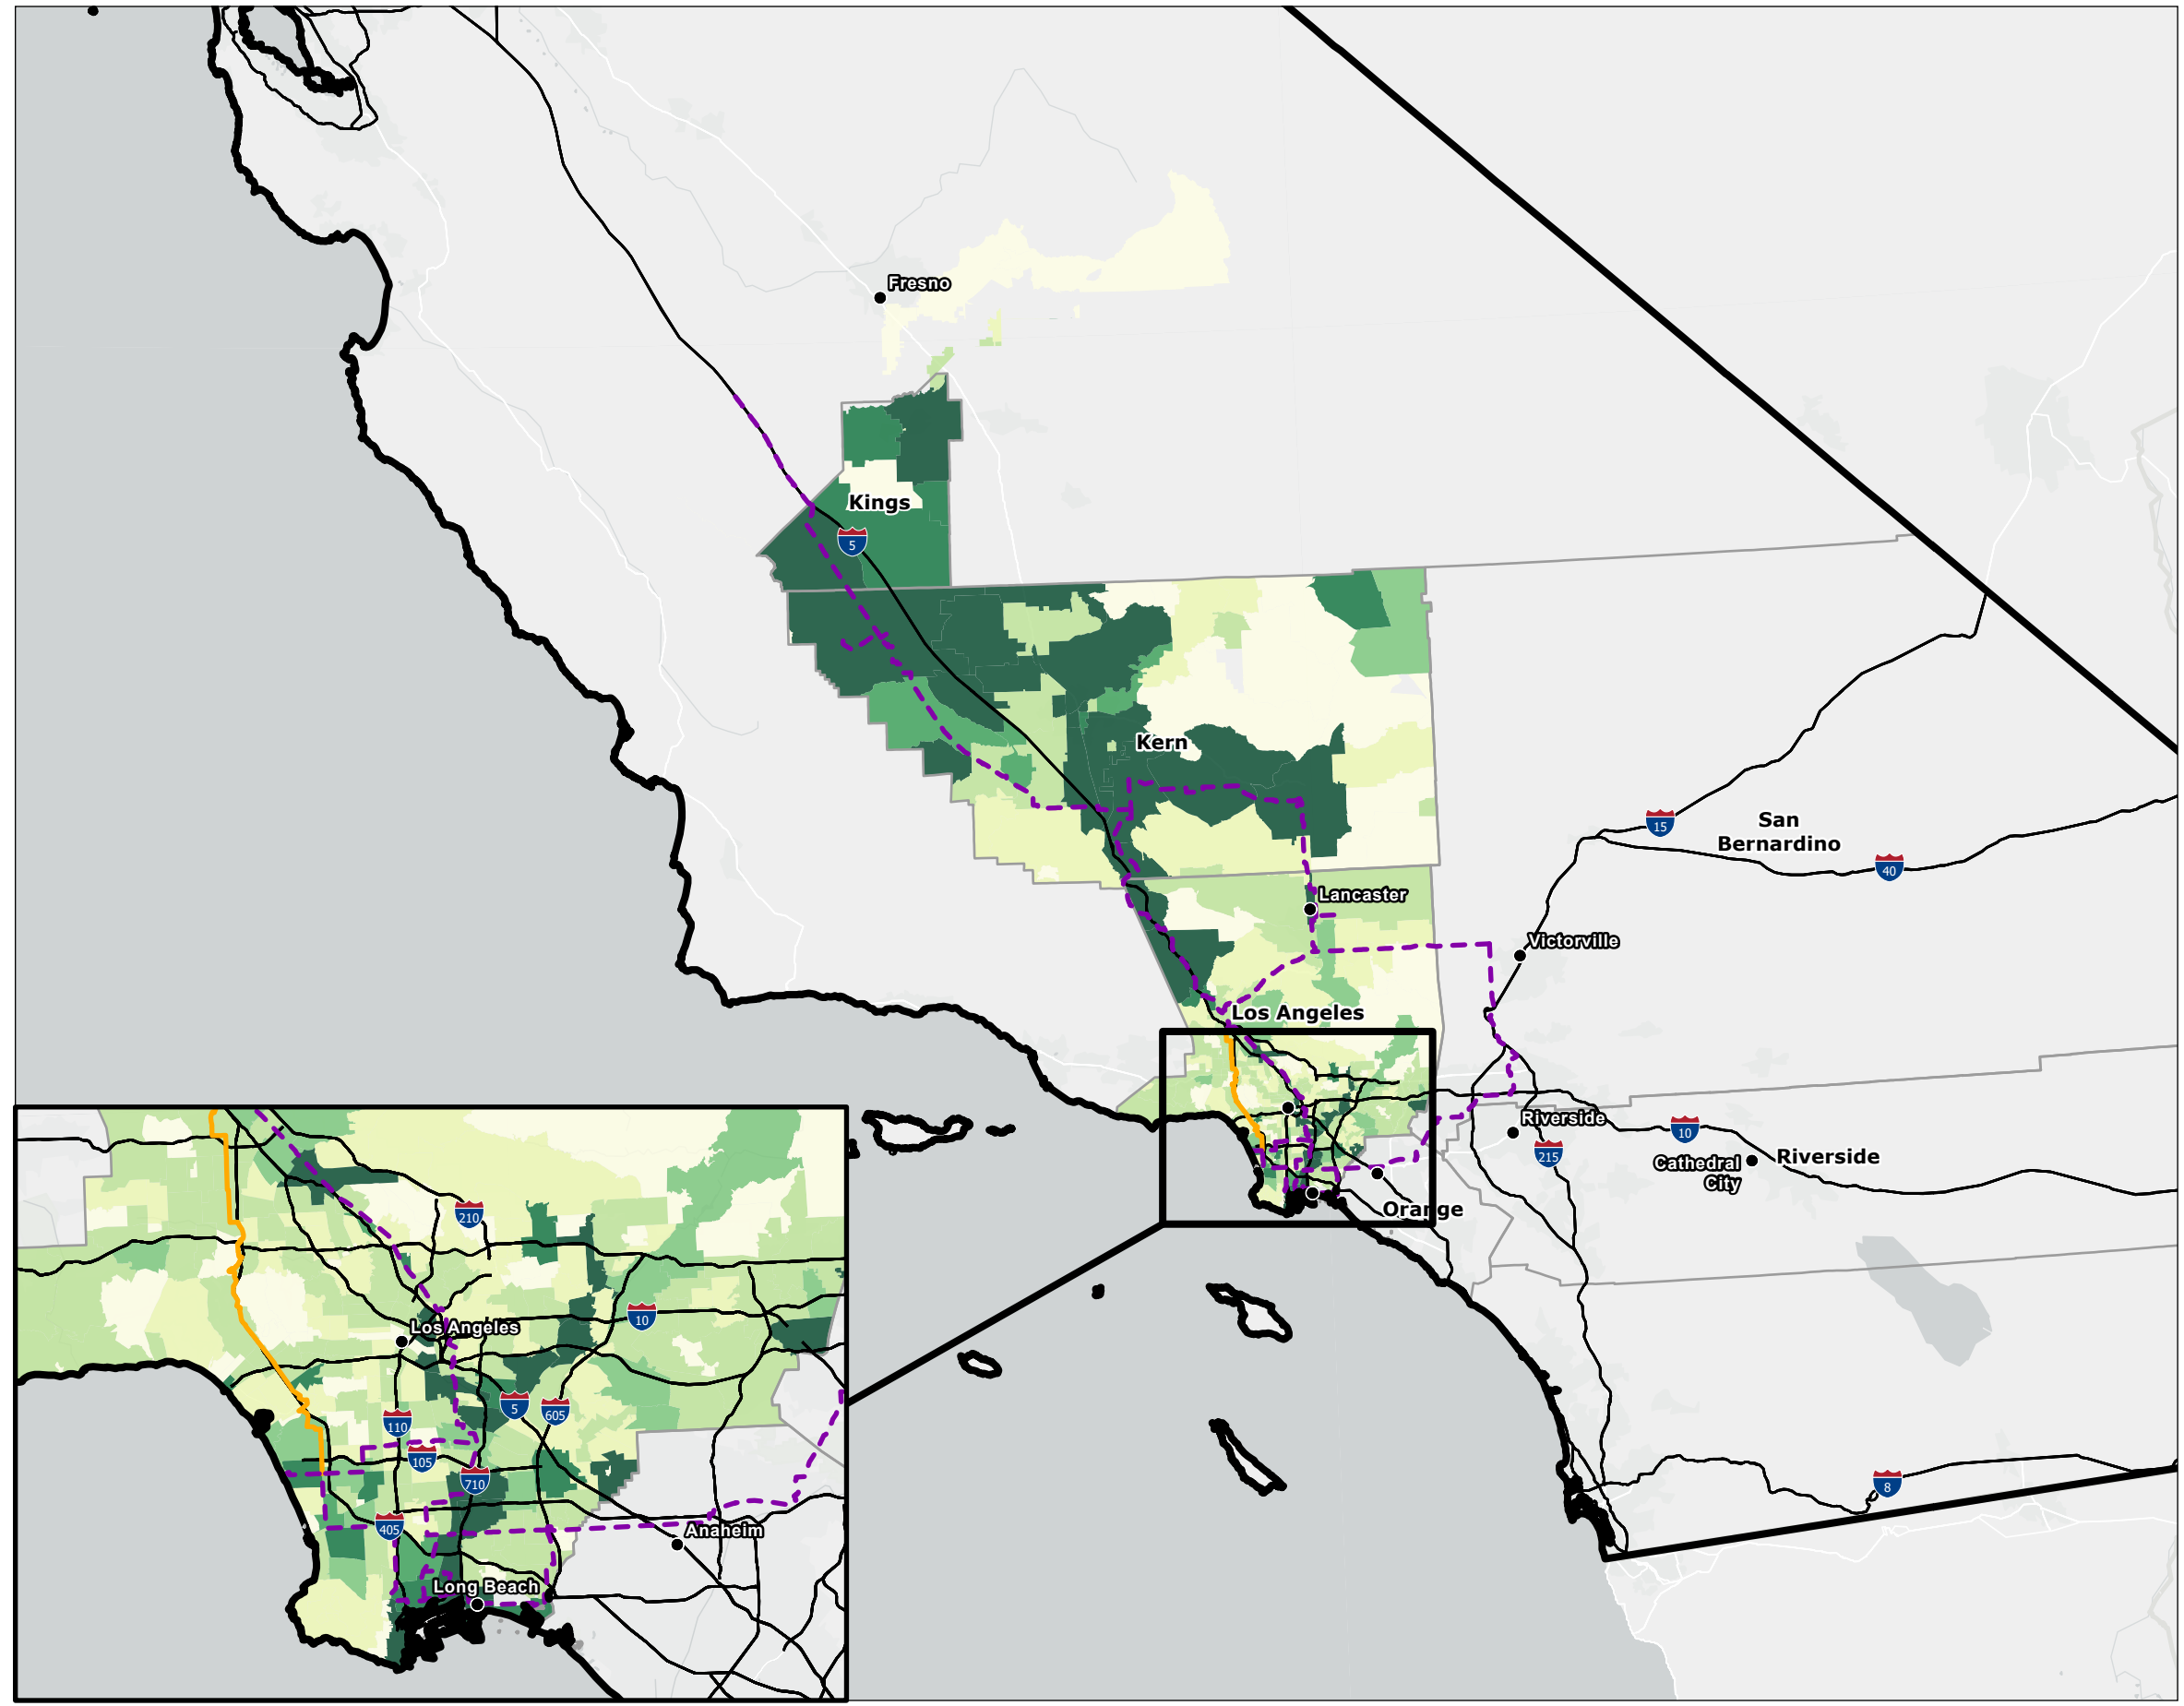 Fresno
Kings
5
Kern
15
San
Bernardino
40
Lancaster
Victorville
Los Angeles
Riverside
10
215
Cathedral
City
Riverside
Orange
8
210
10
Los Angeles
5
605
110
105
710
405
Anaheim
Long Beach